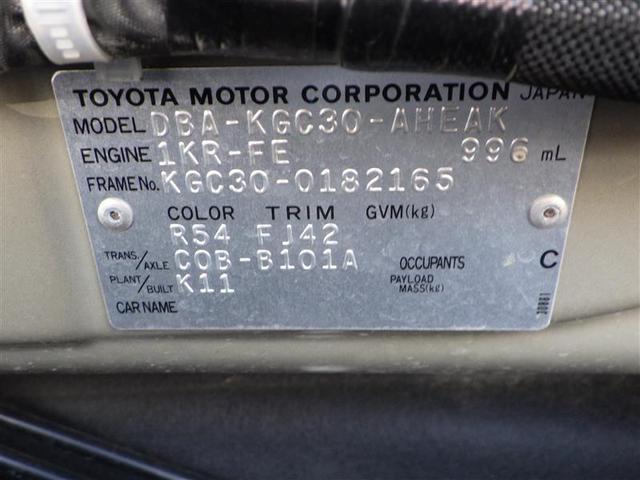 TOYOTA MOTOR CORPORATION JAPAN
MODEL DBA-KGC30-AHEAK
ENGINE 1KR-FE 996 mL
FRAME No. KGC30-0182165
COLOR TRIM GVM(kg)
R54 FJ42
TRANS./AXLE C0B-B101A OCCUPANTS C
PLANT/BUILT K11 PAYLOAD MASS(kg)
CAR NAME